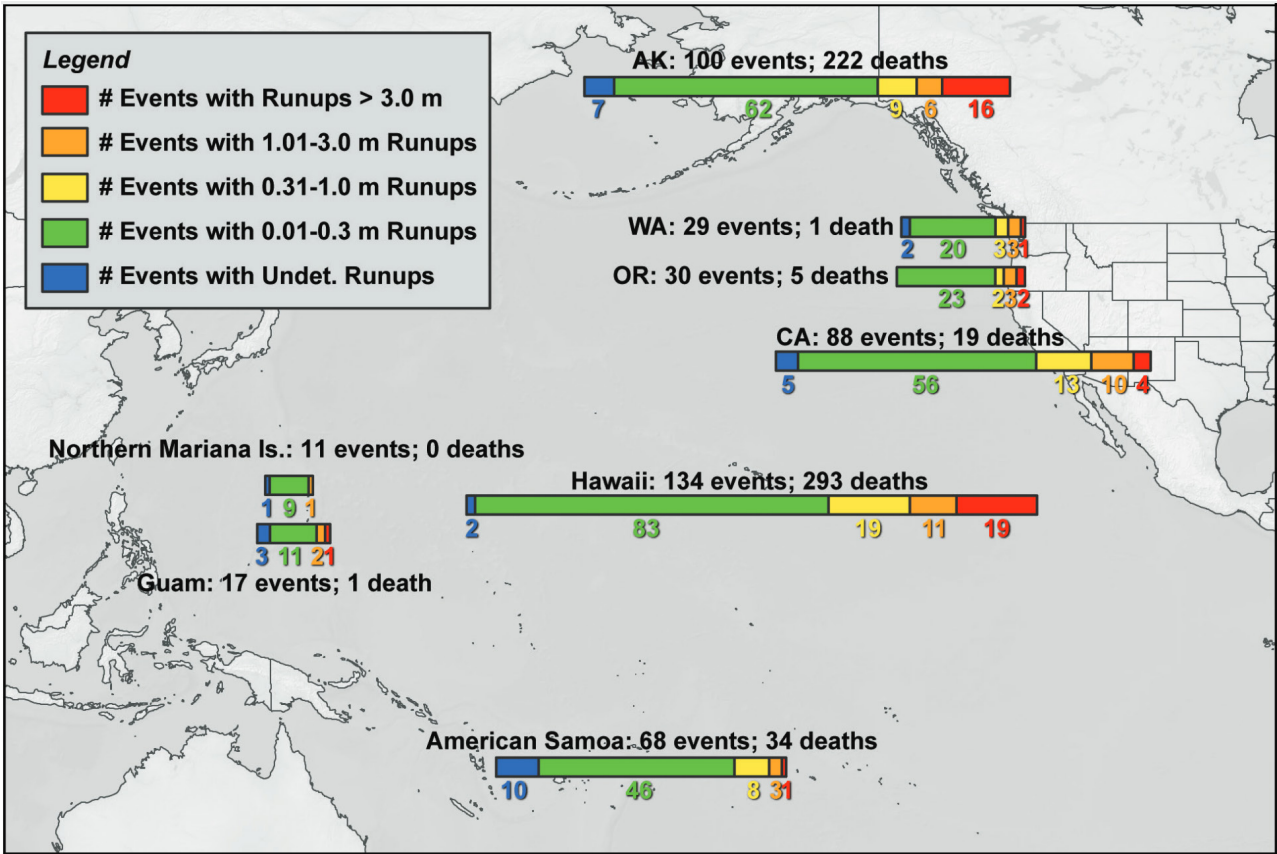 Legend
# Events with Runups > 3.0 m
# Events with 1.01-3.0 m Runups
# Events with 0.31-1.0 m Runups
# Events with 0.01-0.3 m Runups
# Events with Undet. Runups
AK: 100 events; 222 deaths
7 62 9 6 16
WA: 29 events; 1 death
2 20 3 3 1
OR: 30 events; 5 deaths
23 2 3 2
CA: 88 events; 19 deaths
5 56 13 10 4
Northern Mariana Is.: 11 events; 0 deaths
1 9 1
3 11 2 1
Guam: 17 events; 1 death
Hawaii: 134 events; 293 deaths
2 83 19 11 19
American Samoa: 68 events; 34 deaths
10 46 8 3 1